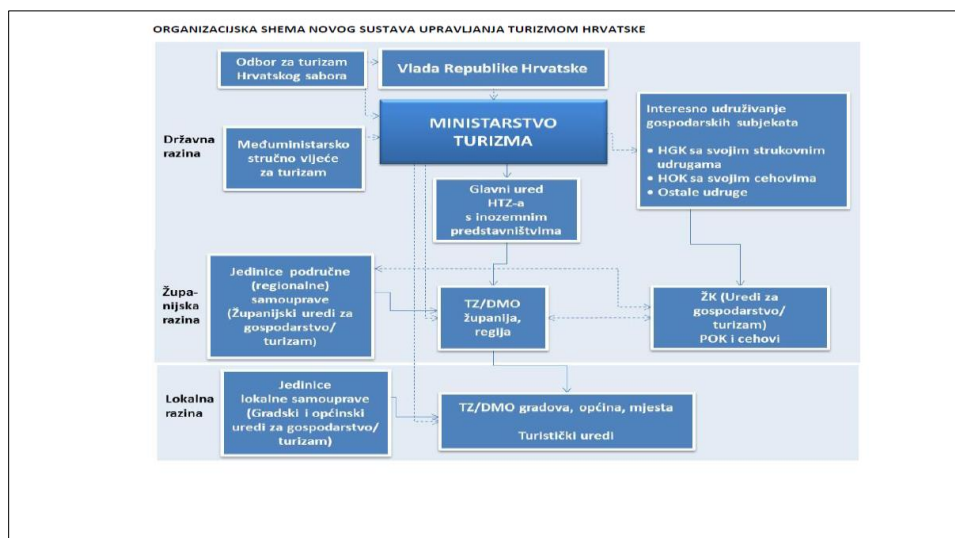 ORGANIZACIJSKA SHEMA NOVOG SUSTAVA UPRAVLJANJA TURIZMOM HRVATSKE
Odbor za turizam
Hrvatskog sabora
Vlada Republike Hrvatske
Državna
razina
Međuministarsko
stručno vijeće
za turizam
MINISTARSTVO
TURIZMA
Interesno udruživanje
gospodarskih subjekata
• HGK sa svojim strukovnim
udrugama
• HOK sa svojim cehovima
• Ostale udruge
Glavni ured
HTZ-a
s inozemnim
predstavništvima
Župa-
nijska
razina
Jedinice područne
(regionalne)
samouprave
(Županijski uredi za
gospodarstvo/
turizam)
TZ/DMO
županija,
regija
ŽK (Uredi za
gospodarstvo/
turizam)
POK i cehovi
Lokalna
razina
Jedinice
lokalne samouprave
(Gradski i općinski
uredi za gospodarstvo/
turizam)
TZ/DMO gradova, općina, mjesta
Turistički uredi